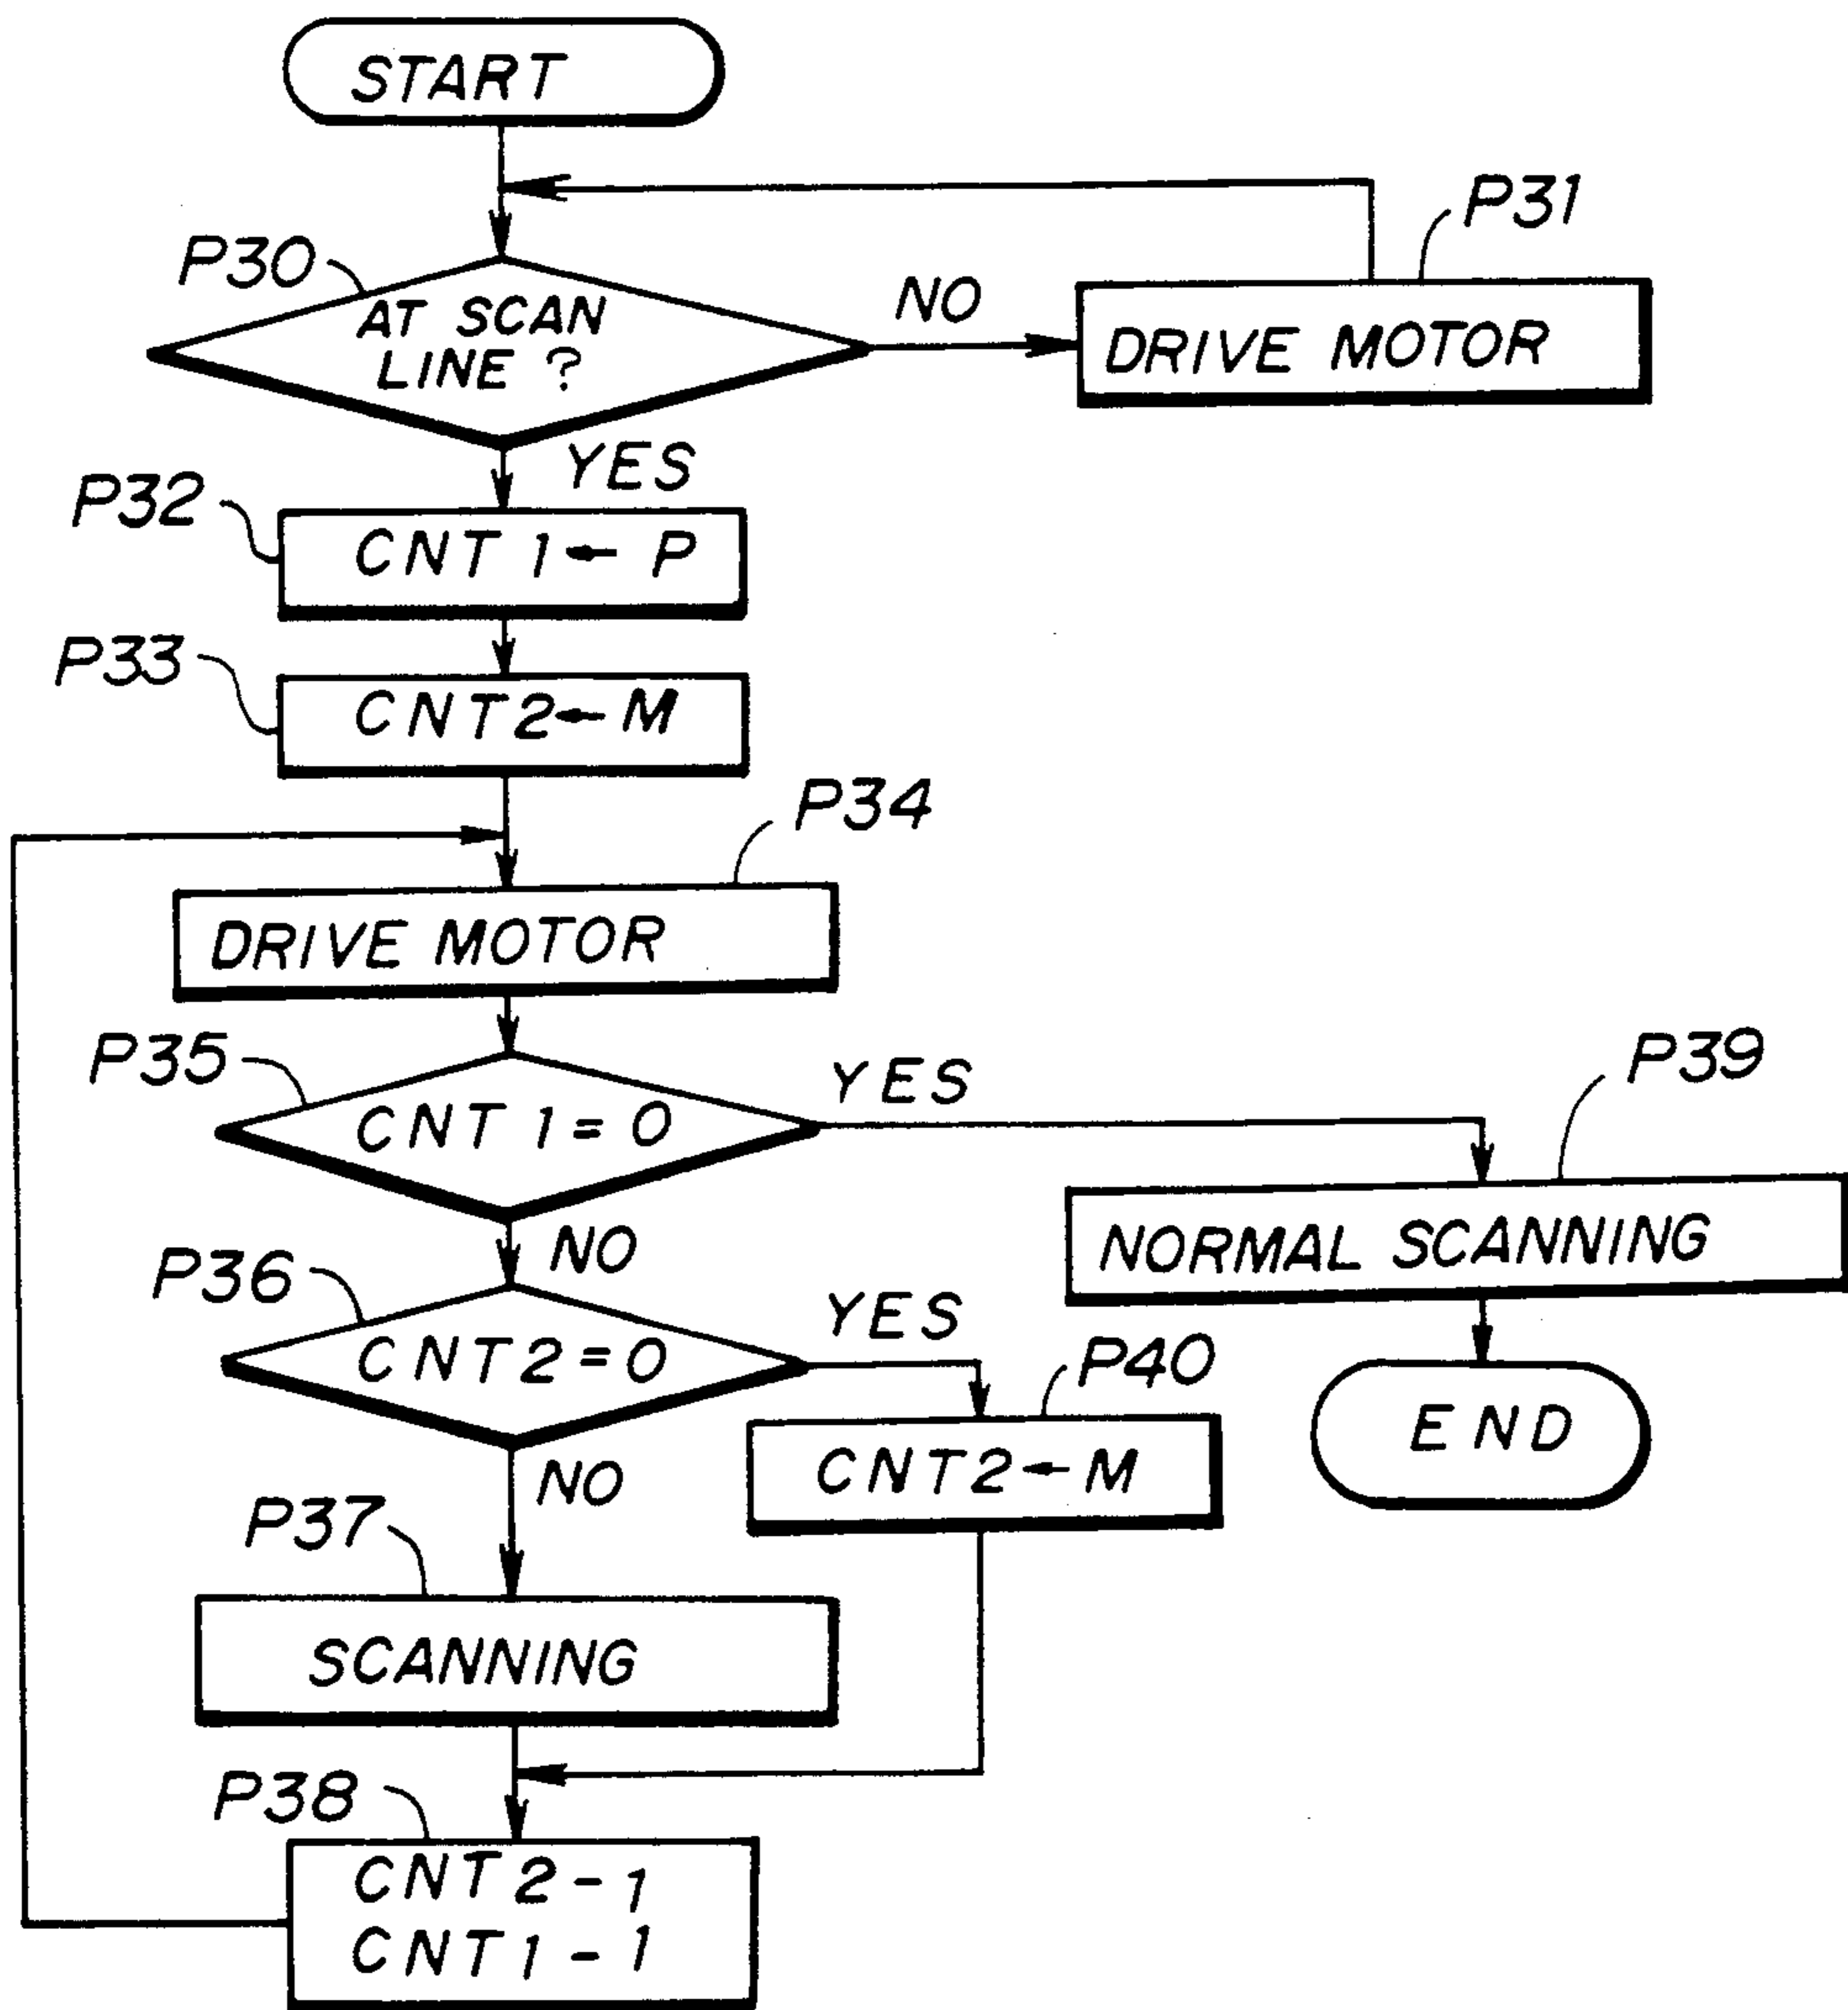 START
P31
P30
AT SCAN
LINE ?
NO
DRIVE MOTOR
YES
P32
CNT 1 ← P
P33
CNT2 ← M
P34
DRIVE MOTOR
P35
CNT 1 = 0
YES
P39
NORMAL SCANNING
NO
P36
CNT2 = 0
YES
P40
CNT2 ← M
END
NO
P37
SCANNING
P38
CNT2 - 1
CNT1 - 1